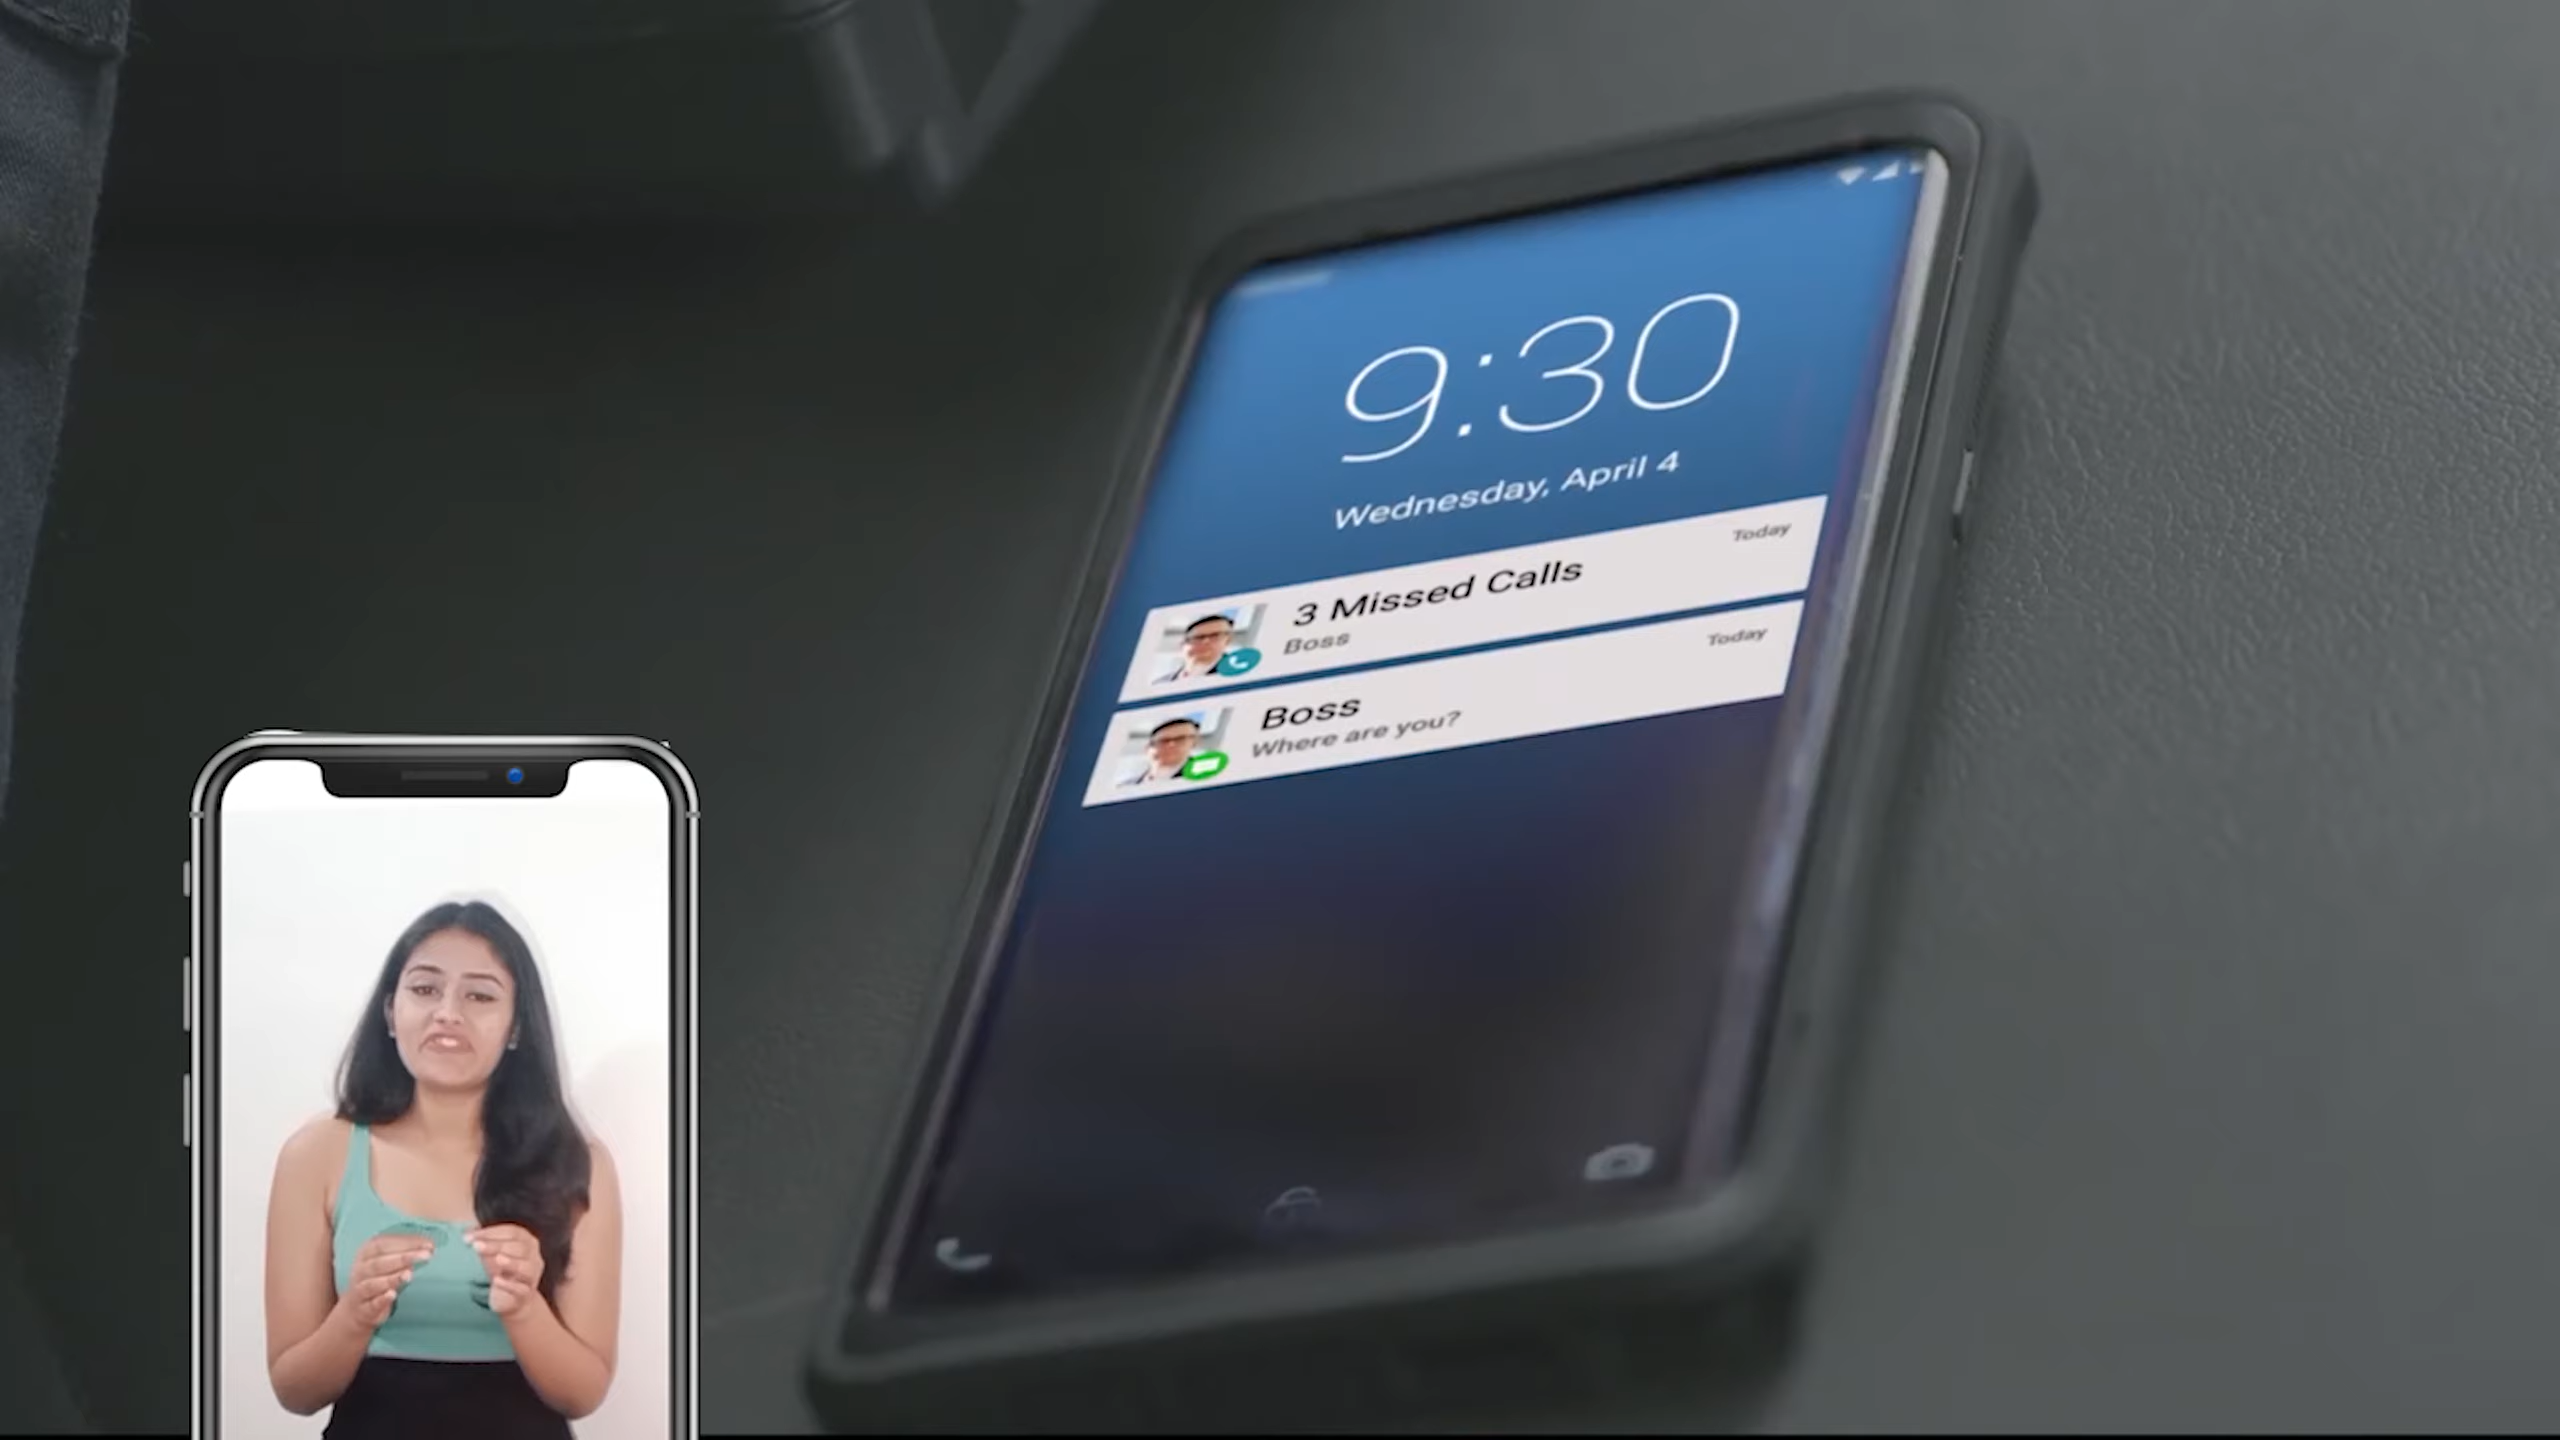 9:30
Wednesday, April 4
3 Missed Calls
Today
Boss
Boss
Today
Where are you?